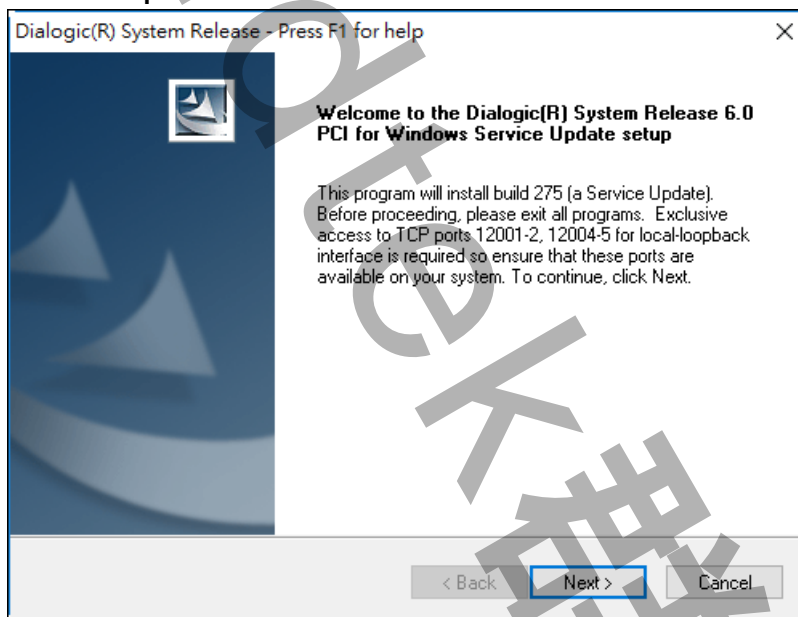 Dialogic(R) System Release - Press F1 for help
Welcome to the Dialogic(R) System Release 6.0
PCI for Windows Service Update setup
This program will install build 275 (a Service Update).
Before proceeding, please exit all programs.  Exclusive
access to TCP ports 12001-2, 12004-5 for local-loopback
interface is required so ensure that these ports are
available on your system. To continue, click Next.
< Back
Next >
Cancel